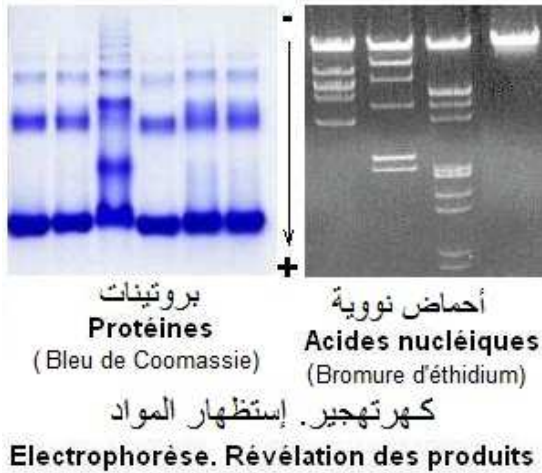 -
+
بروتينات
Protéines
( Bleu de Coomassie)
أحماض نووية
Acides nucléiques
(Bromure d'éthidium)
كهرتهجير. إستظهار المواد
Electrophorèse. Révélation des produits